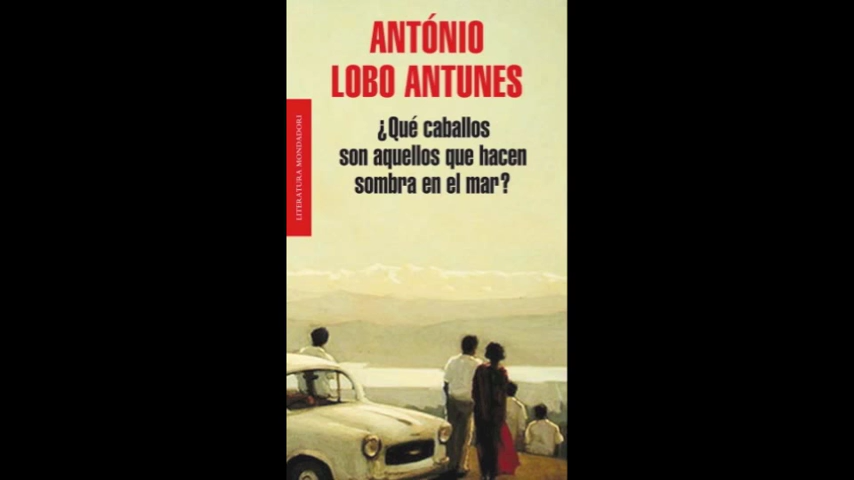 ANTÓNIO
LOBO ANTUNES
¿Qué caballos
son aquellos que hacen
sombra en el mar?
LITERATURA MONDADORI